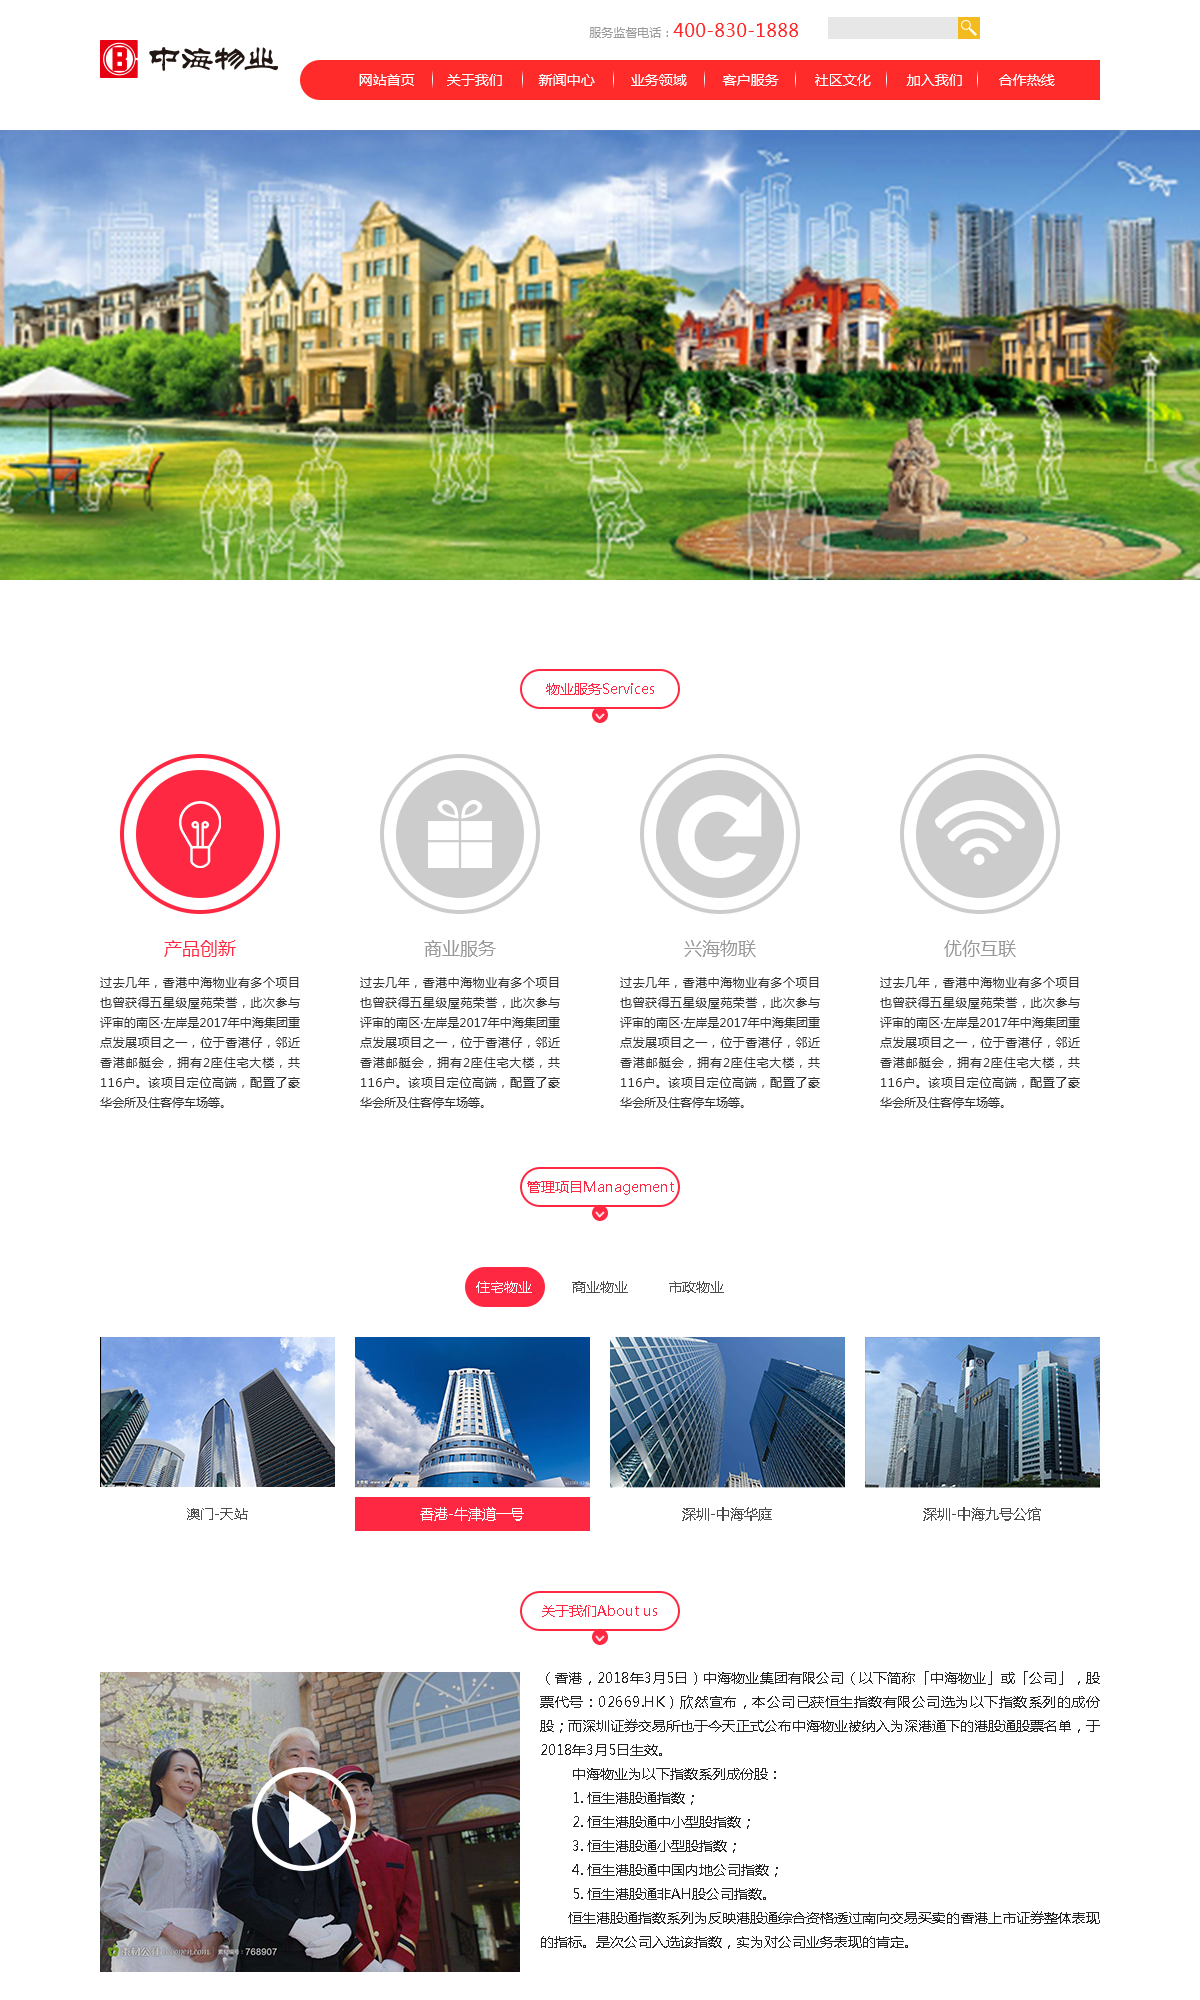 中海物业
服务监督电话：400-830-1888
网站首页 关于我们 新闻中心 业务领域 客户服务 社区文化 加入我们 合作热线
物业服务Services
产品创新
过去几年，香港中海物业有多个项目
也曾获得五星级屋苑荣誉，此次参与
评审的南区·左岸是2017年中海集团重
点发展项目之一，位于香港仔，邻近
香港邮艇会，拥有2座住宅大楼，共
116户。该项目定位高端，配置了豪
华会所及住客停车场等。
商业服务
过去几年，香港中海物业有多个项目
也曾获得五星级屋苑荣誉，此次参与
评审的南区·左岸是2017年中海集团重
点发展项目之一，位于香港仔，邻近
香港邮艇会，拥有2座住宅大楼，共
116户。该项目定位高端，配置了豪
华会所及住客停车场等。
兴海物联
过去几年，香港中海物业有多个项目
也曾获得五星级屋苑荣誉，此次参与
评审的南区·左岸是2017年中海集团重
点发展项目之一，位于香港仔，邻近
香港邮艇会，拥有2座住宅大楼，共
116户。该项目定位高端，配置了豪
华会所及住客停车场等。
优你互联
过去几年，香港中海物业有多个项目
也曾获得五星级屋苑荣誉，此次参与
评审的南区·左岸是2017年中海集团重
点发展项目之一，位于香港仔，邻近
香港邮艇会，拥有2座住宅大楼，共
116户。该项目定位高端，配置了豪
华会所及住客停车场等。
管理项目Management
住宅物业 商业物业 市政物业
澳门-天站
香港-牛津道一号
深圳-中海华庭
深圳-中海九号公馆
关于我们About us
（香港，2018年3月5日）中海物业集团有限公司（以下简称「中海物业」或「公司」，股
票代号：02669.HK）欣然宣布，本公司已获恒生指数有限公司选为以下指数系列的成份
股；而深圳证券交易所也于今天正式公布中海物业被纳入为深港通下的港股通股票名单，于
2018年3月5日生效。
中海物业为以下指数系列成份股：
1. 恒生港股通指数；
2. 恒生港股通中小型股指数；
3. 恒生港股通小型股指数；
4. 恒生港股通中国内地公司指数；
5. 恒生港股通非AH股公司指数。
恒生港股通指数系列为反映港股通综合资格透过南向交易买卖的香港上市证券整体表现
的指标。是次公司入选该指数，实为对公司业务表现的肯定。
768907